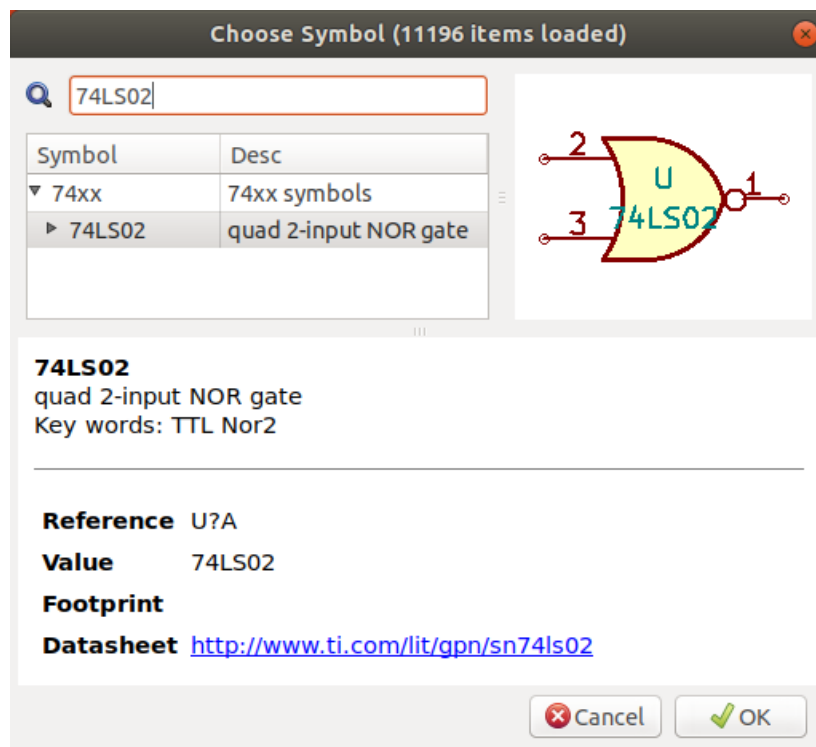 Choose Symbol (11196 items loaded)
74LS02
Symbol Desc
74xx 74xx symbols
74LS02 quad 2-input NOR gate
2
U
1
74LS02
3
74LS02
quad 2-input NOR gate
Key words: TTL Nor2
Reference U?A
Value 74LS02
Footprint
Datasheet http://www.ti.com/lit/gpn/sn74ls02
Cancel OK